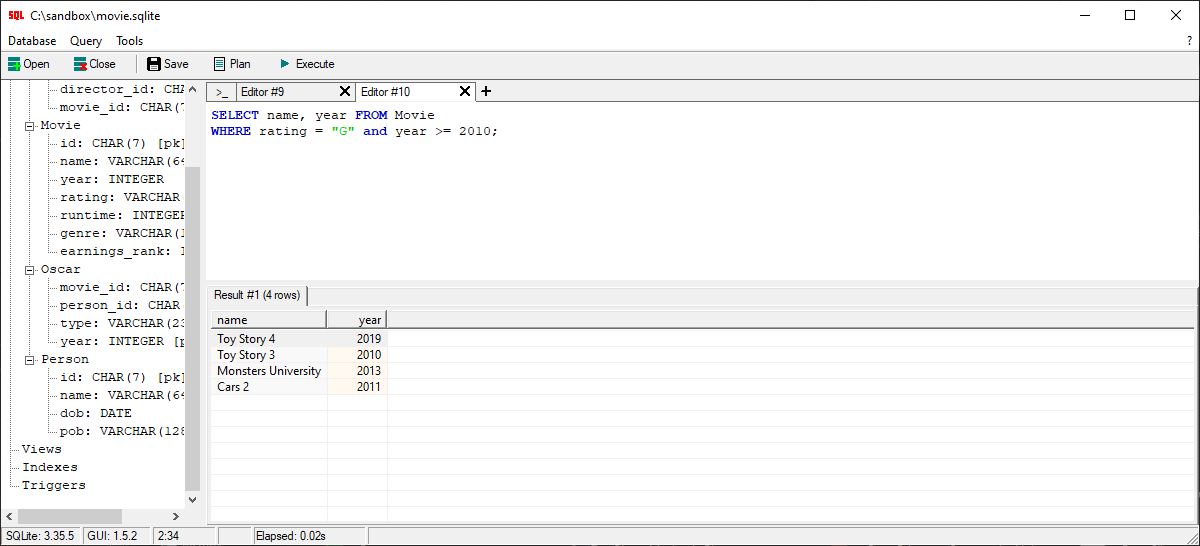 SQL C:\sandbox\movie.sqlite
Database Query Tools ?
Open Close Save Plan Execute
director_id: CHA
movie_id: CHAR(7
Movie
id: CHAR(7) [pk]
name: VARCHAR(64
year: INTEGER
rating: VARCHAR
runtime: INTEGER
genre: VARCHAR(1
earnings_rank: I
Oscar
movie_id: CHAR(7
person_id: CHAR
type: VARCHAR(23
year: INTEGER [p
Person
id: CHAR(7) [pk]
name: VARCHAR(64
dob: DATE
pob: VARCHAR(128
Views
Indexes
Triggers
>_ Editor #9 Editor #10
SELECT name, year FROM Movie
WHERE rating = "G" and year >= 2010;
Result #1 (4 rows)
name year
Toy Story 4 2019
Toy Story 3 2010
Monsters University 2013
Cars 2 2011
SQLite: 3.35.5 GUI: 1.5.2 2:34 Elapsed: 0.02s